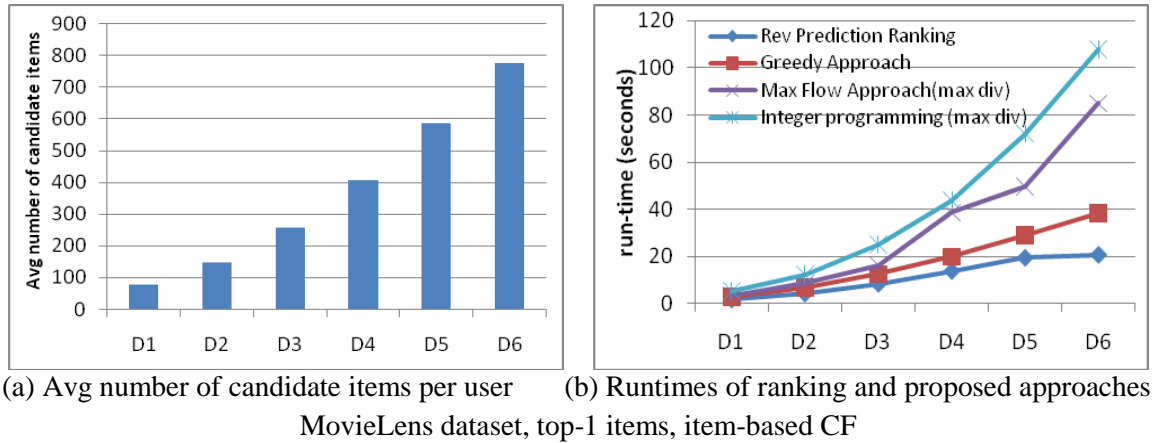 Avg number of candidate items
900
800
700
600
500
400
300
200
100
0
D1 D2 D3 D4 D5 D6
(a) Avg number of candidate items per user
run-time (seconds)
120
100
80
60
40
20
0
Rev Prediction Ranking
Greedy Approach
Max Flow Approach(max div)
Integer programming (max div)
D1 D2 D3 D4 D5 D6
(b) Runtimes of ranking and proposed approaches
MovieLens dataset, top-1 items, item-based CF